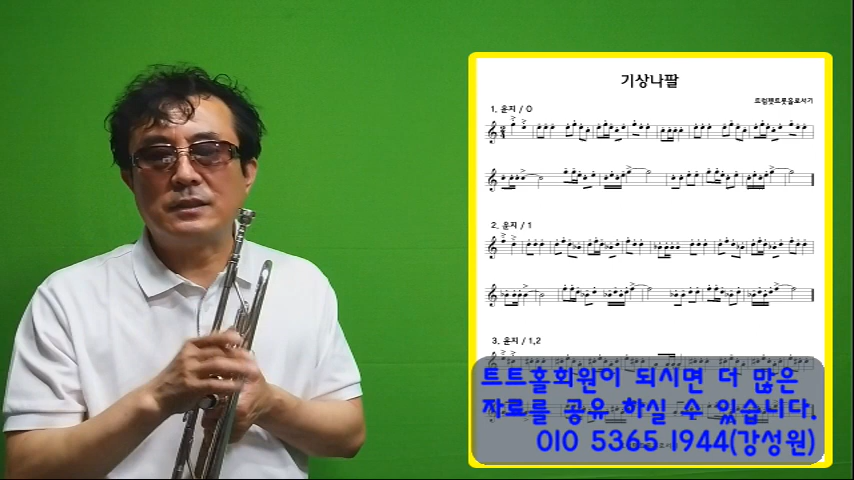 기상나팔
트럼펫트롯홀로서기
1. 운지 / 0
2. 운지 / 1
3. 운지 / 1,2
트트홀회원이 되시면 더 많은
자료를 공유 하실 수 있습니다.
010 5365 1944(강성원)